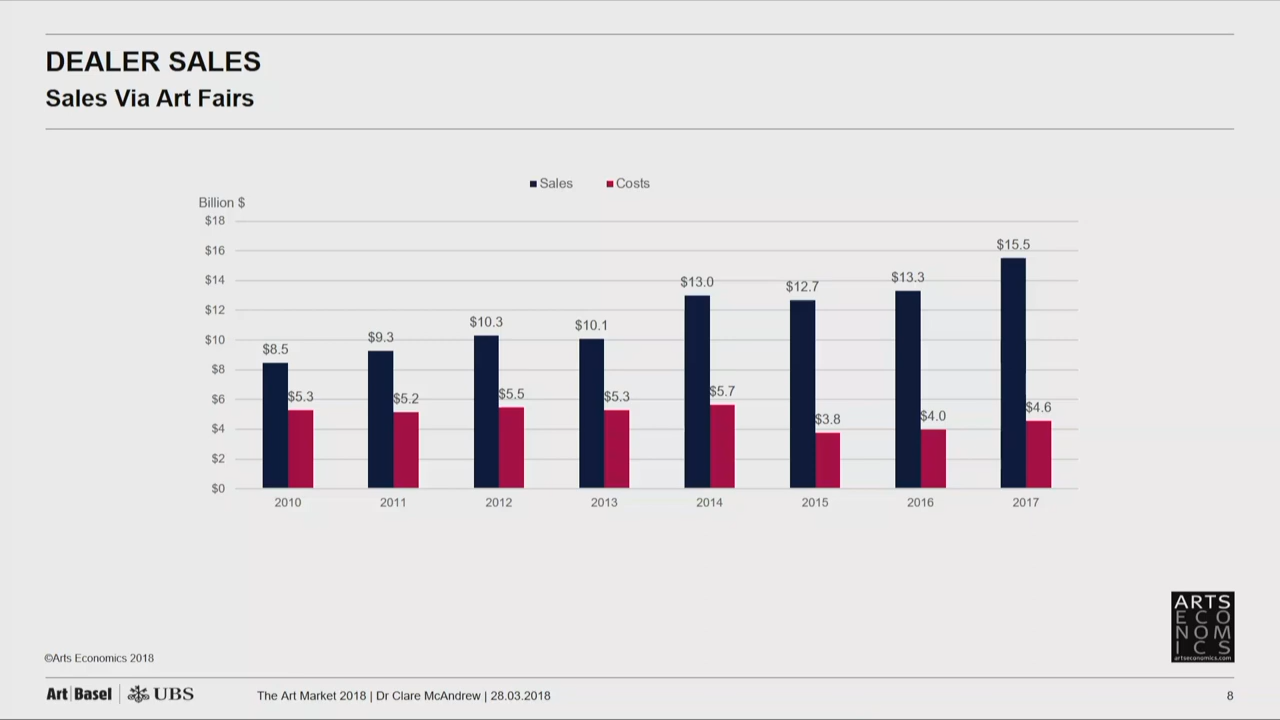 DEALER SALES
Sales Via Art Fairs
Sales Costs
Billion $
$18
$16
$14
$12
$10
$8
$6
$4
$2
$0
$8.5 $9.3 $10.3 $10.1 $13.0 $12.7 $13.3 $15.5
$5.3 $5.2 $5.5 $5.3 $5.7 $3.8 $4.0 $4.6
2010 2011 2012 2013 2014 2015 2016 2017
ARTS
ECO
NOM
ICS
artseconomics.com
©Arts Economics 2018
Art|Basel UBS The Art Market 2018 | Dr Clare McAndrew | 28.03.2018 8